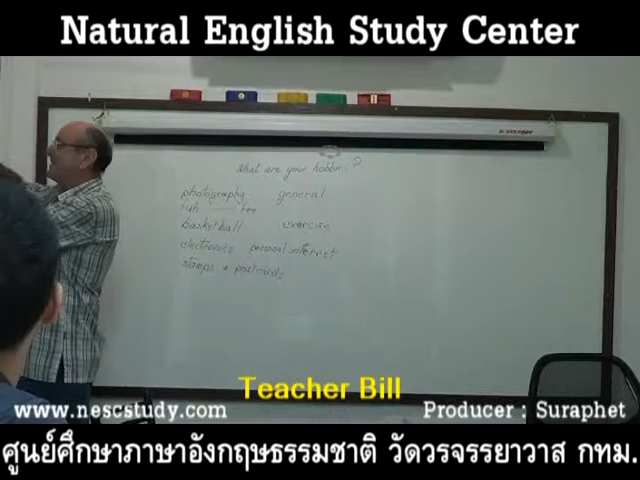 Natural English Study Center
What are your hobbies?
photography general
basketball exercise
electronics personal internet
stamps + postcards
Teacher Bill
www.nescstudy.com Producer : Suraphet
ศูนย์ศึกษาภาษาอังกฤษธรรมชาติ วัดวรจรรยาวาส กทม.